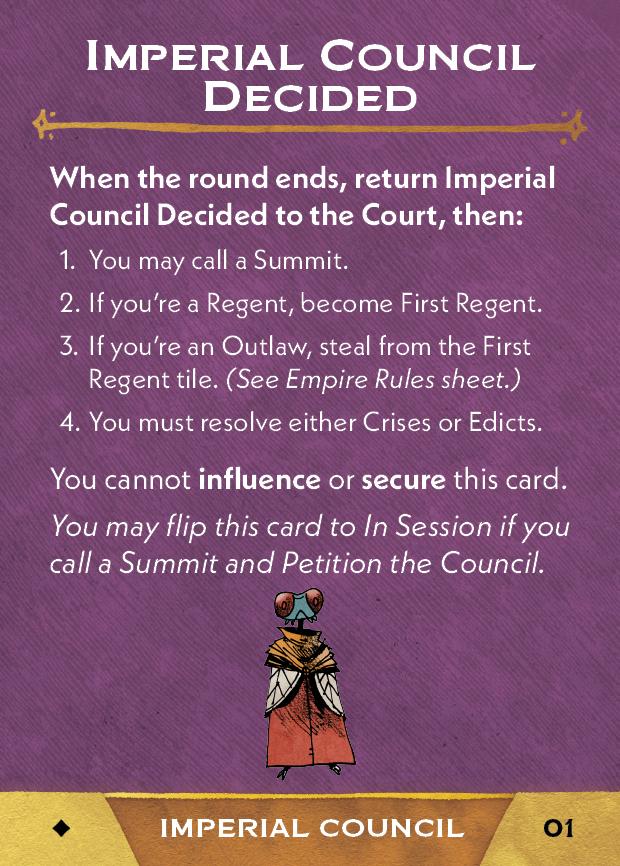 IMPERIAL COUNCIL
DECIDED
When the round ends, return Imperial
Council Decided to the Court, then:
1. You may call a Summit.
2. If you're a Regent, become First Regent.
3. If you're an Outlaw, steal from the First
Regent tile. (See Empire Rules sheet.)
4. You must resolve either Crises or Edicts.
You cannot influence or secure this card.
You may flip this card to In Session if you
call a Summit and Petition the Council.
IMPERIAL COUNCIL
01